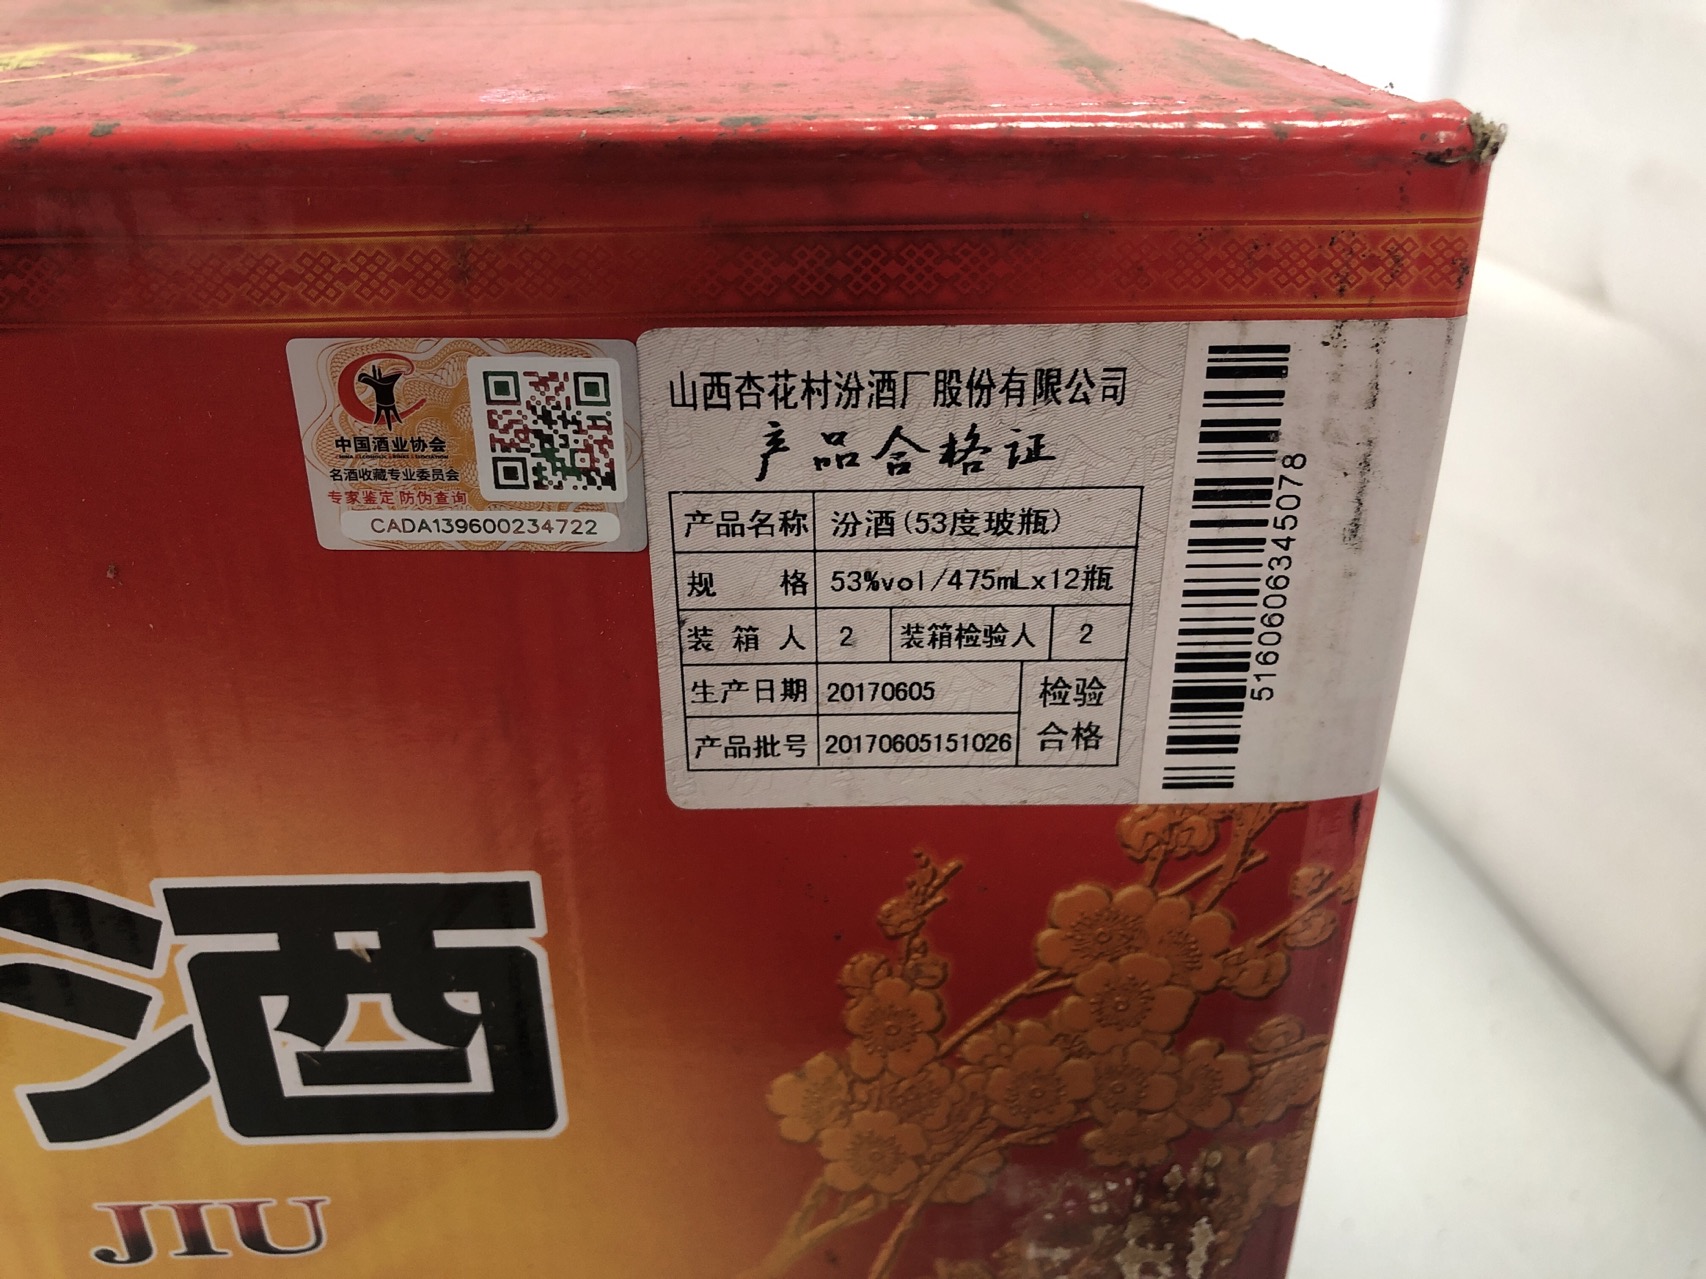 中国酒业协会
名酒收藏专业委员会
专家鉴定 防伪查询
CADA139600234722
山西杏花村汾酒厂股份有限公司
产品合格证
产品名称 汾酒(53度玻瓶)
规 格 53%vol/475mLx12瓶
装箱人 2 装箱检验人 2
生产日期 20170605 检验
产品批号 20170605151026 合格
5160606345078
酒
JIU